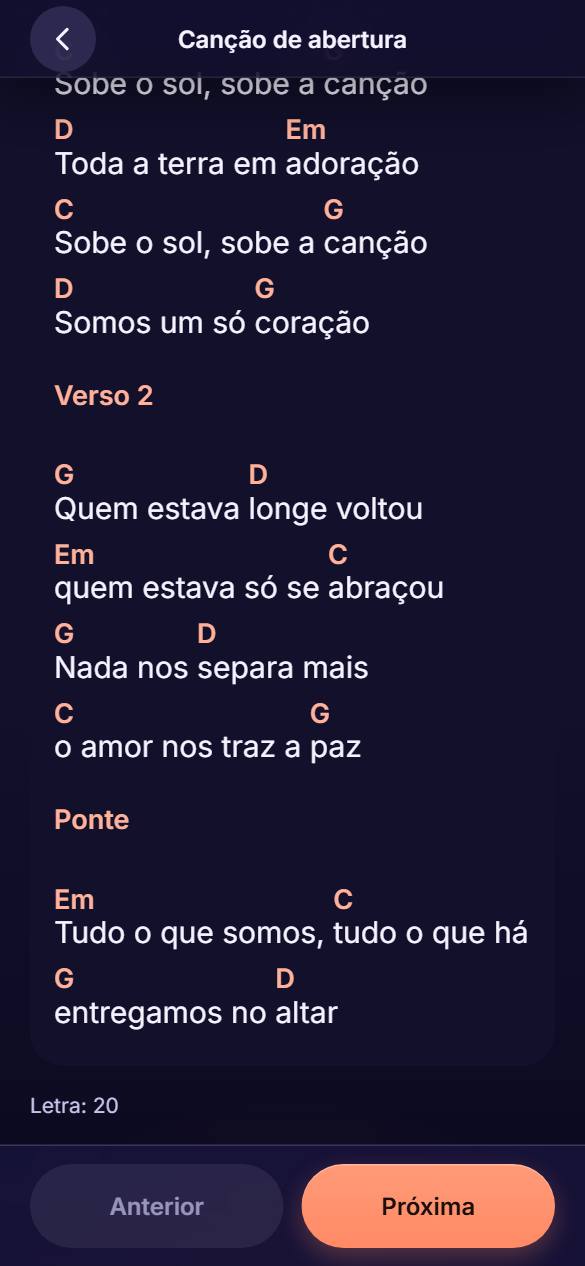 Canção de abertura
Sobe o sol, sobe a canção
D Em
Toda a terra em adoração
C G
Sobe o sol, sobe a canção
D G
Somos um só coração
Verso 2
G D
Quem estava longe voltou
Em C
quem estava só se abraçou
G D
Nada nos separa mais
C G
o amor nos traz a paz
Ponte
Em C
Tudo o que somos, tudo o que há
G D
entregamos no altar
Letra: 20
Anterior Próxima